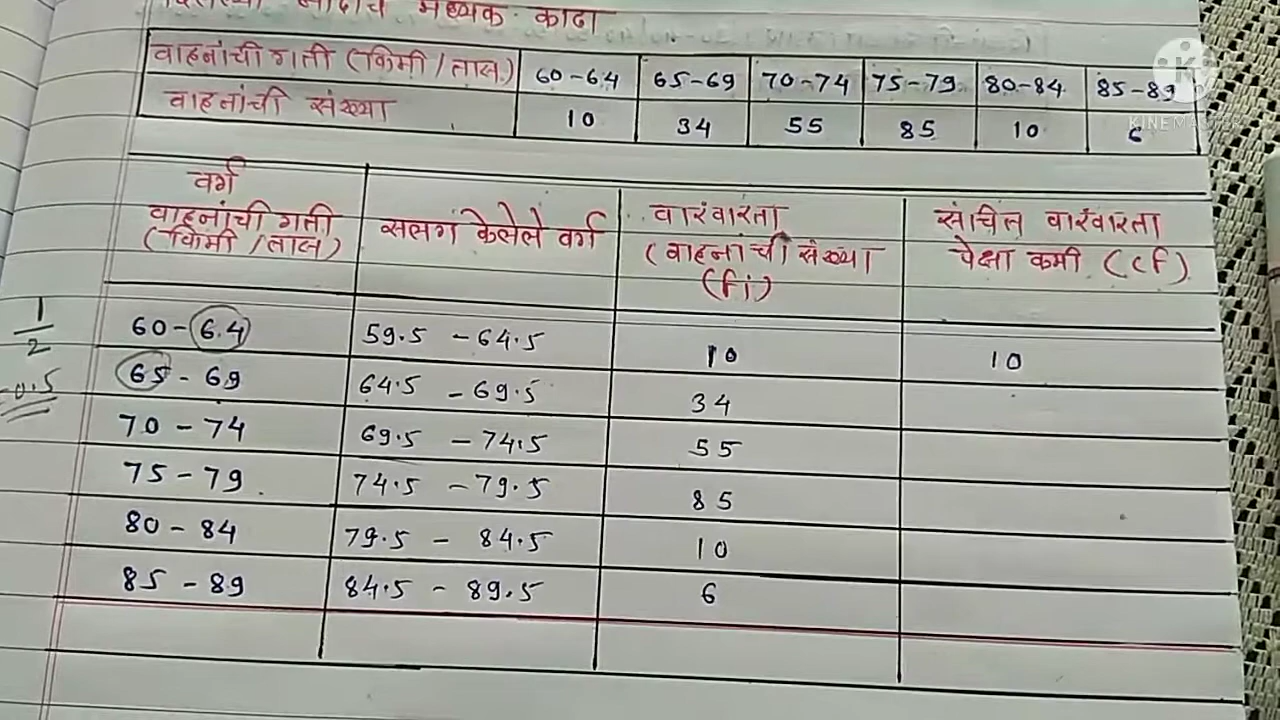 मध्यक काढा
वाहनांची गती (किमी/तास) 60-64 65-69 70-74 75-79 80-84 85-89
वाहनांची संख्या 10 34 55 85 10 6
KINEMASTER
वर्ग
वाहनांची गती
(किमी/तास)
सलग केलेले वर्ग
वारंवारता
(वाहनांची संख्या
(fi)
संचित वारंवारता
पेक्षा कमी (cf)
1/2
60-64 59.5 - 64.5 10 10
0.5
65-69 64.5 - 69.5 34
70-74 69.5 - 74.5 55
75-79 74.5 - 79.5 85
80-84 79.5 - 84.5 10
85-89 84.5 - 89.5 6